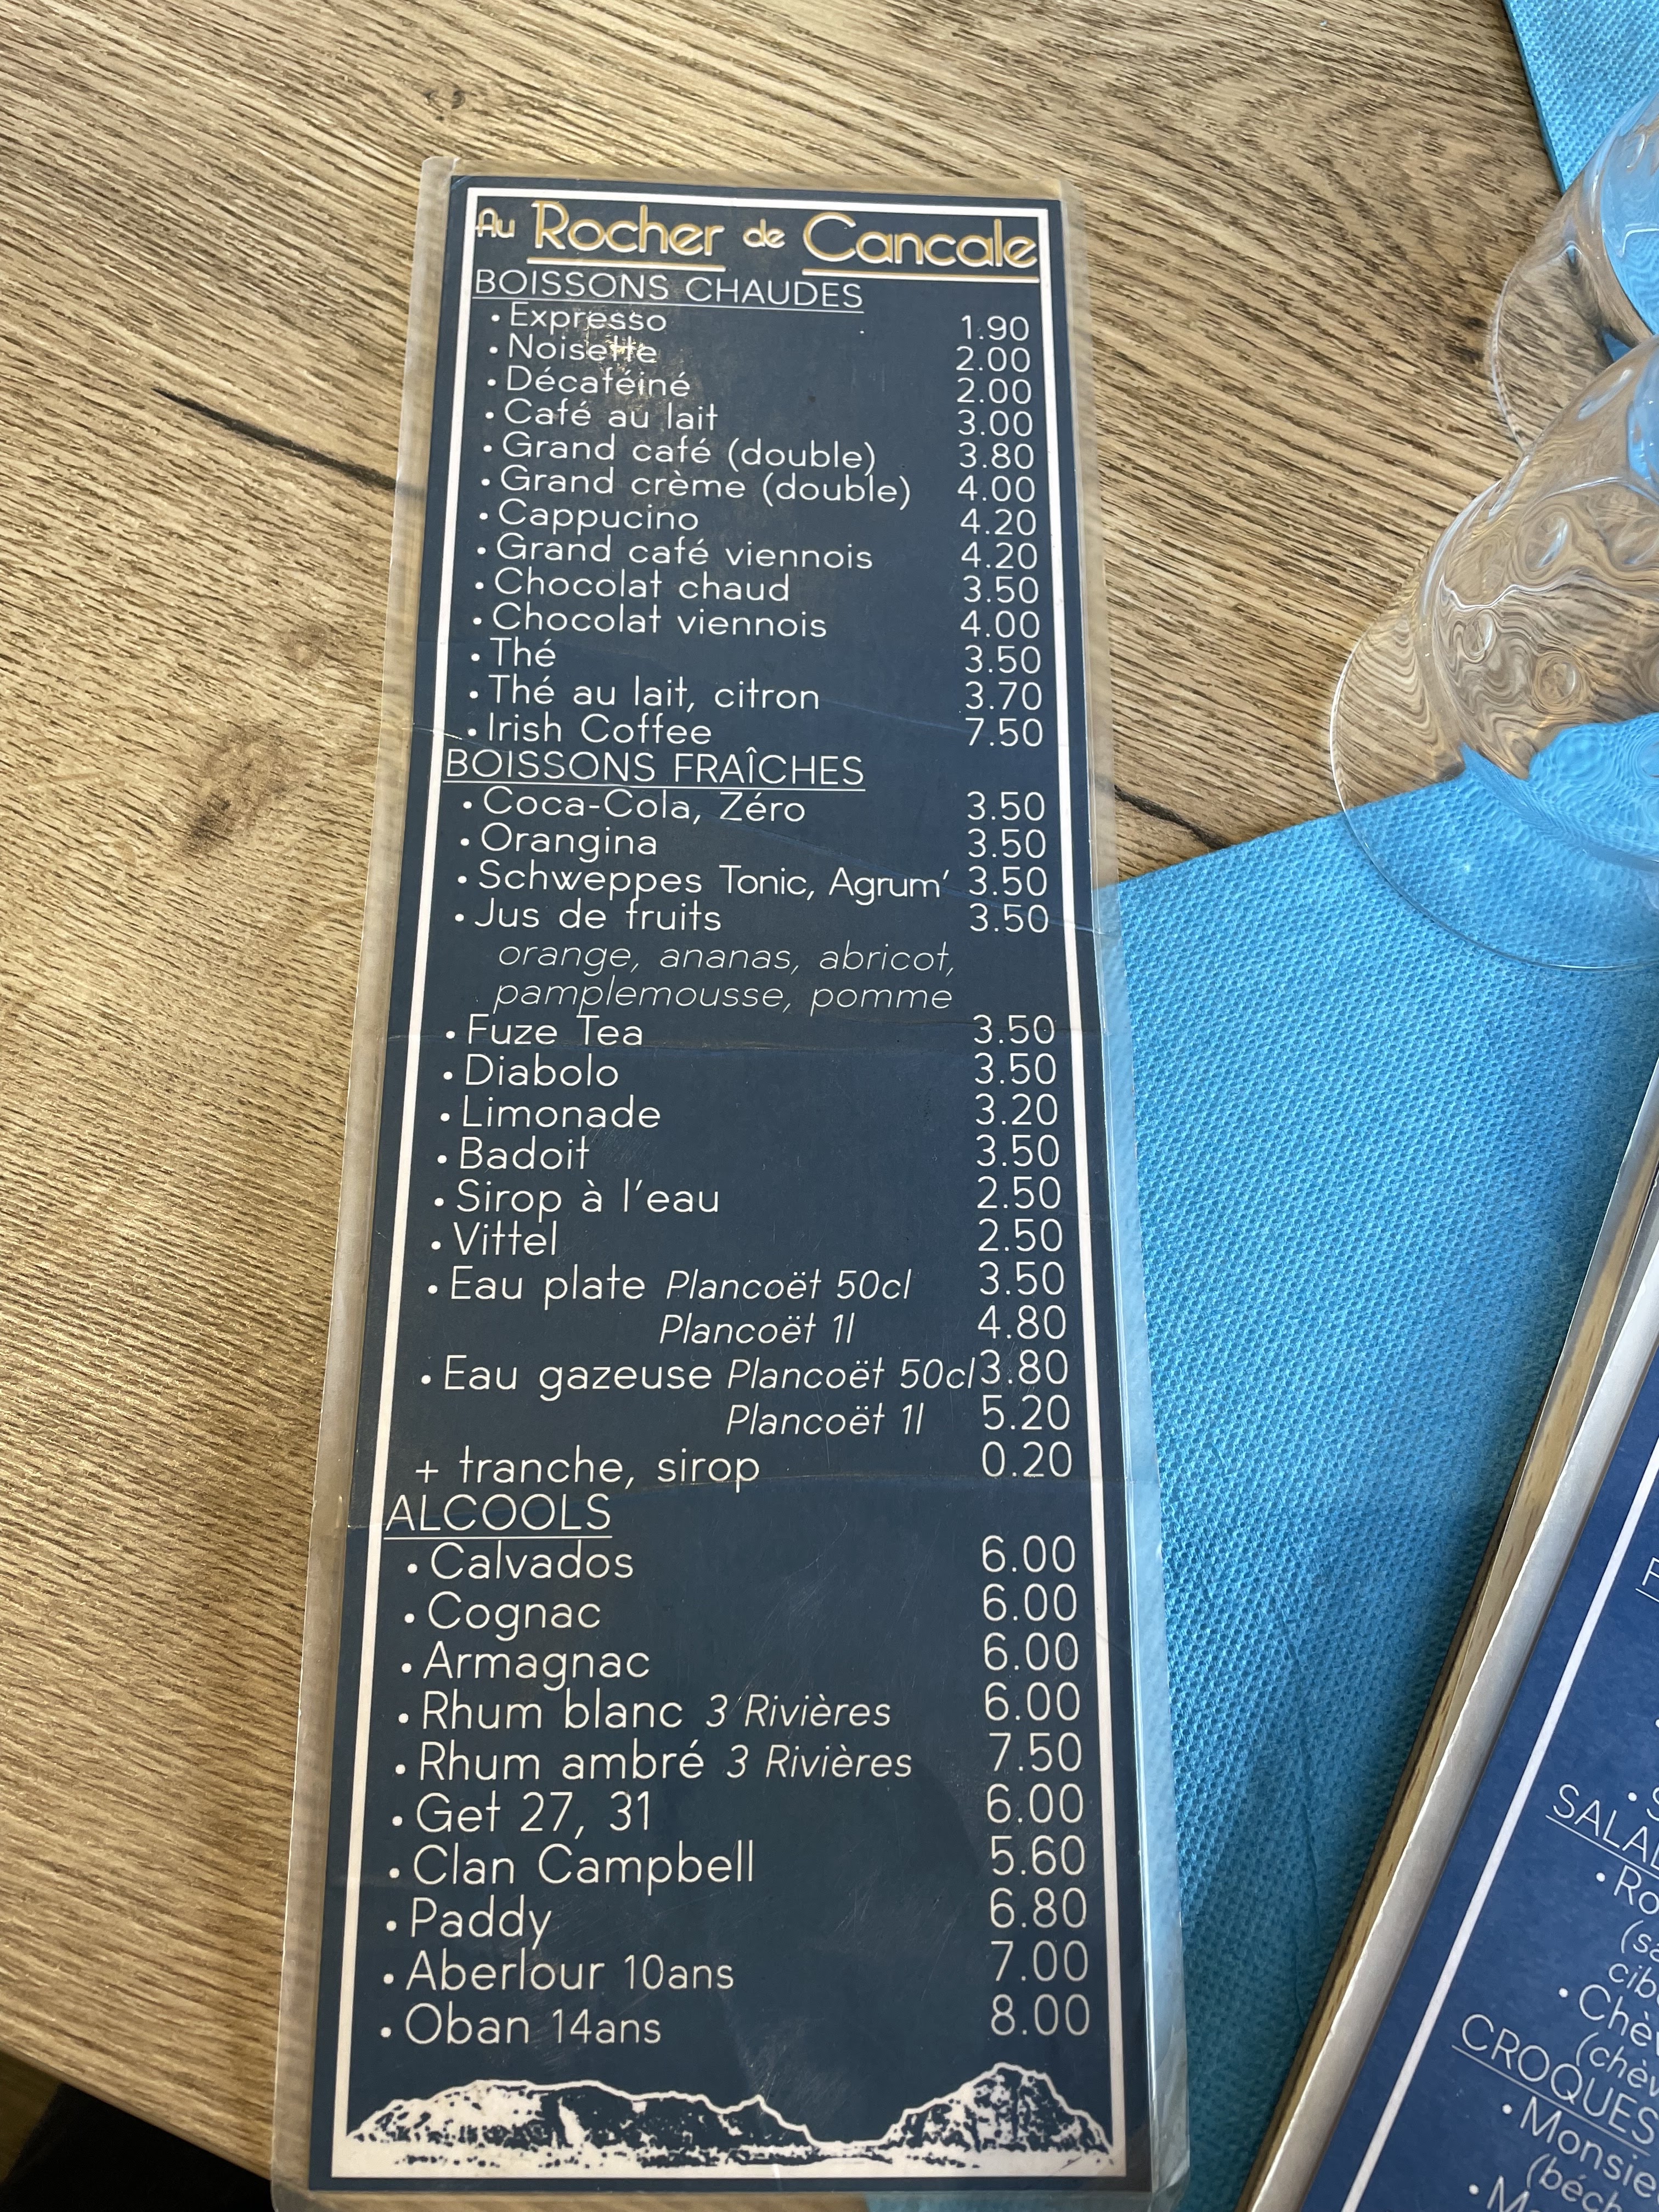 Au Rocher de Cancale
BOISSONS CHAUDES
• Expresso 1.90
• Noisette 2.00
• Décaféiné 2.00
• Café au lait 3.00
• Grand café (double) 3.80
• Grand crème (double) 4.00
• Cappucino 4.20
• Grand café viennois 4.20
• Chocolat chaud 3.50
• Chocolat viennois 4.00
• Thé 3.50
• Thé au lait, citron 3.70
• Irish Coffee 7.50
BOISSONS FRAÎCHES
• Coca-Cola, Zéro 3.50
• Orangina 3.50
• Schweppes Tonic, Agrum' 3.50
• Jus de fruits 3.50
orange, ananas, abricot,
pamplemousse, pomme
• Fuze Tea 3.50
• Diabolo 3.50
• Limonade 3.20
• Badoit 3.50
• Sirop à l'eau 2.50
• Vittel 2.50
• Eau plate Plancoët 50cl 3.50
Plancoët 1l 4.80
• Eau gazeuse Plancoët 50cl 3.80
Plancoët 1l 5.20
+ tranche, sirop 0.20
ALCOOLS
• Calvados 6.00
• Cognac 6.00
• Armagnac 6.00
• Rhum blanc 3 Rivières 6.00
• Rhum ambré 3 Rivières 7.50
• Get 27, 31 6.00
• Clan Campbell 5.60
• Paddy 6.80
• Aberlour 10ans 7.00
• Oban 14ans 8.00
CROQUES